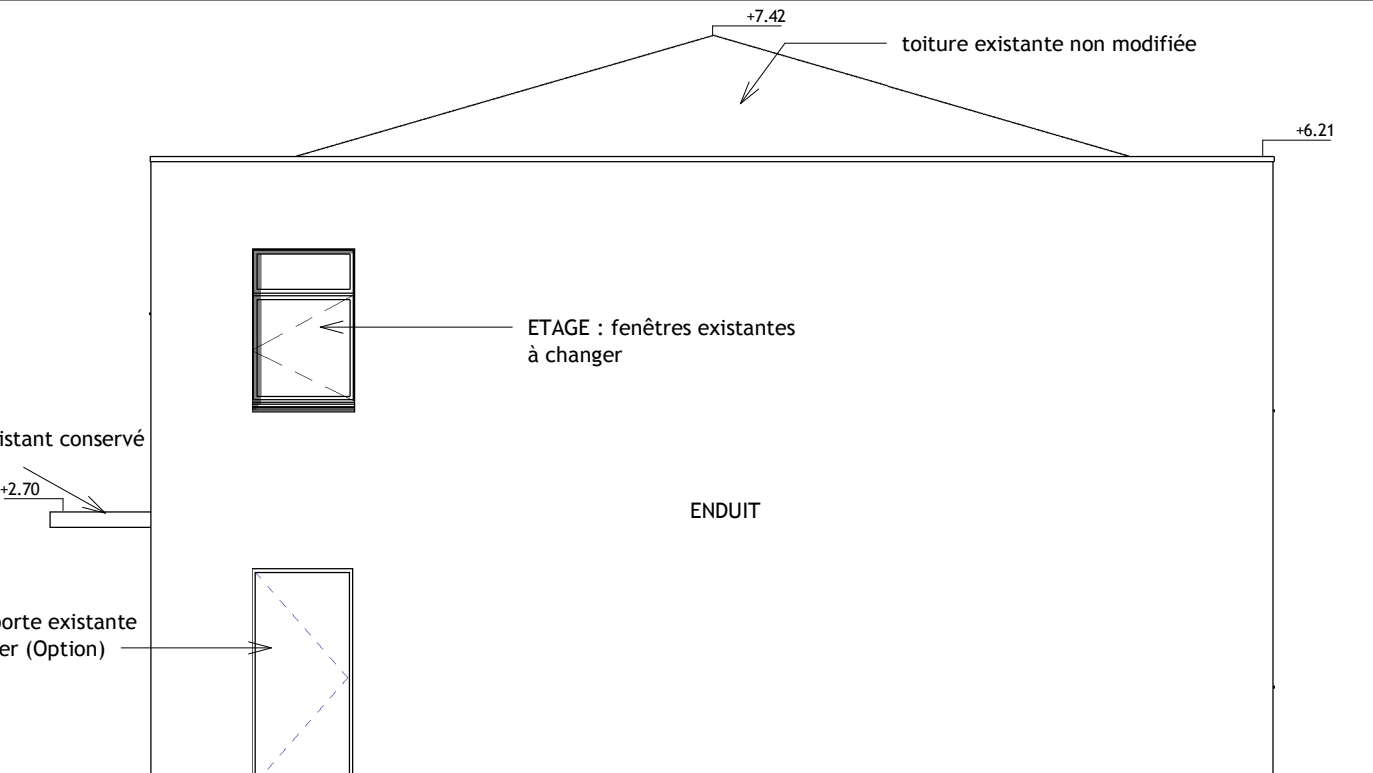 +7.42
toiture existante non modifiée
+6.21
ETAGE : fenêtres existantes
à changer
istant conservé
+2.70
ENDUIT
orte existante
er (Option)